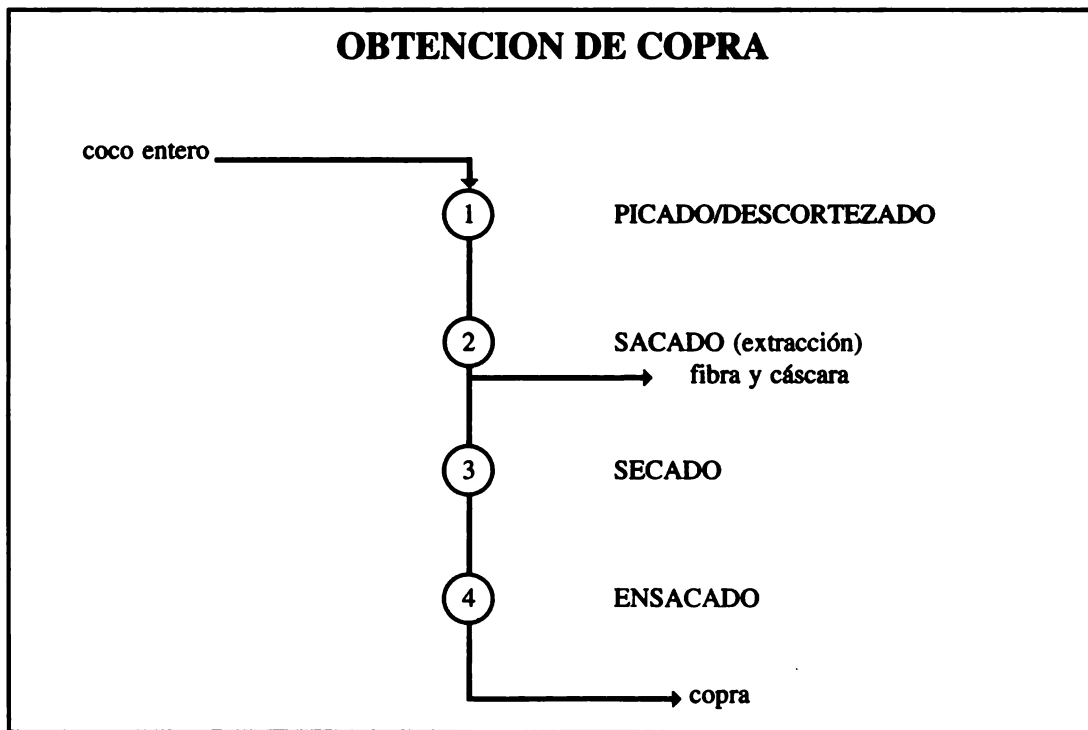 OBTENCION DE COPRA
coco entero
1 PICADO/DESCORTEZADO
2 SACADO (extracción)
fibra y cáscara
3 SECADO
4 ENSACADO
copra